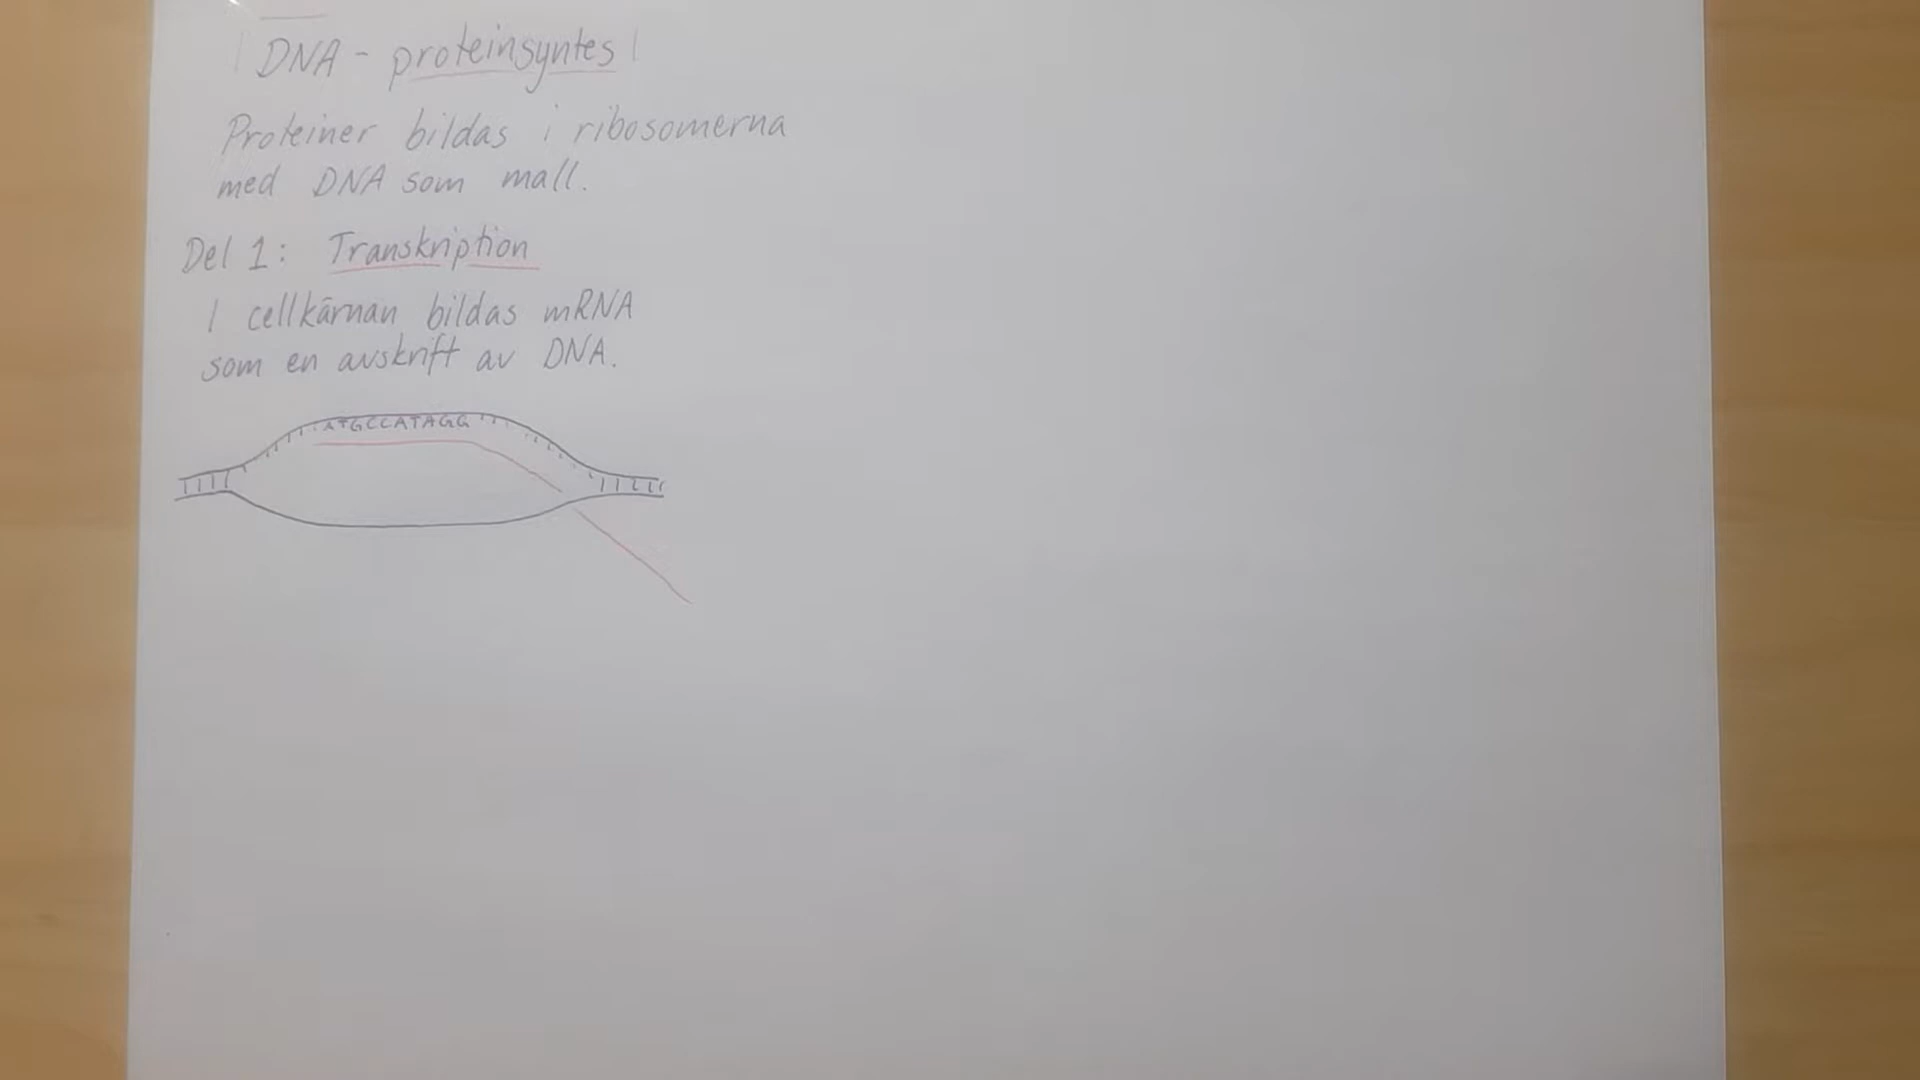 DNA - proteinsyntes
Proteiner bildas i ribosomerna
med DNA som mall.
Del 1: Transkription
I cellkärnan bildas mRNA
som en avskrift av DNA.
ATGCCATAGG